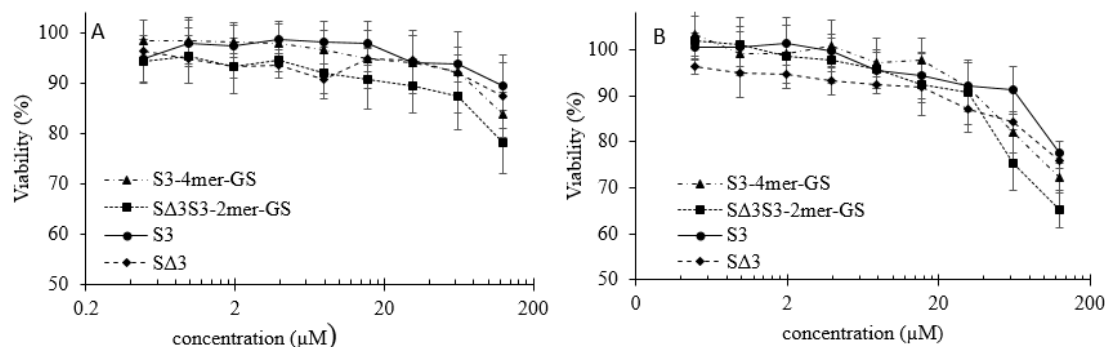 A
100
90
80
70
60
50
Viability (%)
S3-4mer-GS
SΔ3S3-2mer-GS
S3
SΔ3
0.2 2 20 200
concentration (µM)
B
100
90
80
70
60
50
Viability (%)
S3-4mer-GS
SΔ3S3-2mer-GS
S3
SΔ3
0 2 20 200
concentration (µM)